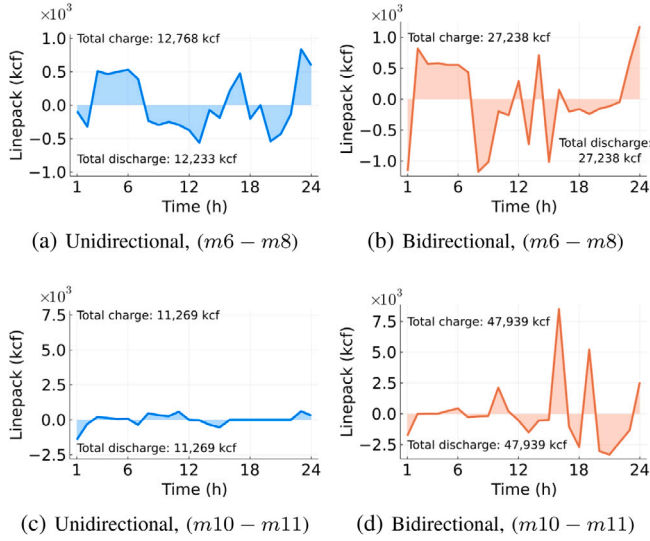 ×10³
1.0
0.5
0.0
−0.5
−1.0
Linepack (kcf)
Total charge: 12,768 kcf
Total discharge: 12,233 kcf
1 6 12 18 24
Time (h)
(a) Unidirectional, (m6 − m8)
×10³
1.0
0.5
0.0
−0.5
−1.0
Linepack (kcf)
Total charge: 27,238 kcf
Total discharge:
27,238 kcf
1 6 12 18 24
Time (h)
(b) Bidirectional, (m6 − m8)
×10³
7.5
5.0
2.5
0.0
−2.5
Linepack (kcf)
Total charge: 11,269 kcf
Total discharge: 11,269 kcf
1 6 12 18 24
Time (h)
(c) Unidirectional, (m10 − m11)
×10³
7.5
5.0
2.5
0.0
−2.5
Linepack (kcf)
Total charge: 47,939 kcf
Total discharge: 47,939 kcf
1 6 12 18 24
Time (h)
(d) Bidirectional, (m10 − m11)